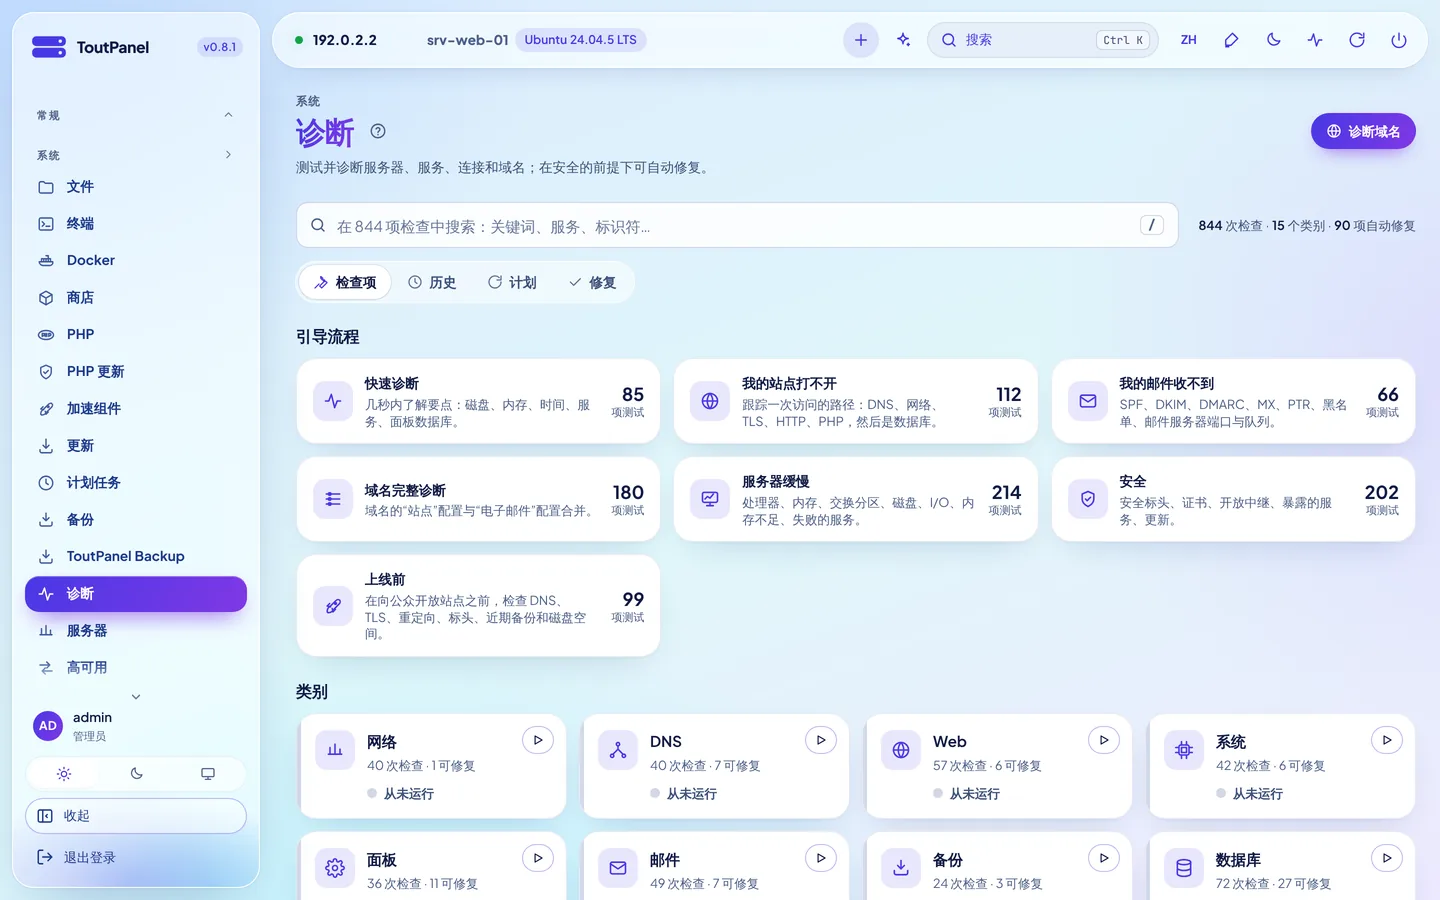 ToutPanel
v0.8.1
常规
系统
文件
终端
Docker
商店
PHP
PHP 更新
加速组件
更新
计划任务
备份
ToutPanel Backup
诊断
服务器
高可用
AD
admin
管理员
收起
退出登录
192.0.2.2
srv-web-01
Ubuntu 24.04.5 LTS
搜索
Ctrl K
ZH
系统
诊断
测试并诊断服务器、服务、连接和域名；在安全的前提下可自动修复。
诊断域名
在 844 项检查中搜索：关键词、服务、标识符...
/
844 次检查 · 15 个类别 · 90 项自动修复
检查项
历史
计划
修复
引导流程
快速诊断
几秒内了解要点：磁盘、内存、时间、服
务、面板数据库。
85
项测试
我的站点打不开
跟踪一次访问的路径：DNS、网络、
TLS、HTTP、PHP，然后是数据库。
112
项测试
我的邮件收不到
SPF、DKIM、DMARC、MX、PTR、黑名
单、邮件服务器端口与队列。
66
项测试
域名完整诊断
域名的“站点”配置与“电子邮件”配置合并。
180
项测试
服务器缓慢
处理器、内存、交换分区、磁盘、I/O、内
存不足、失败的服务。
214
项测试
安全
安全标头、证书、开放中继、暴露的服
务、更新。
202
项测试
上线前
在向公众开放站点之前，检查 DNS、
TLS、重定向、标头、近期备份和磁盘空
间。
99
项测试
类别
网络
40 次检查 · 1 可修复
从未运行
DNS
40 次检查 · 7 可修复
从未运行
Web
57 次检查 · 6 可修复
从未运行
系统
42 次检查 · 6 可修复
从未运行
面板
36 次检查 · 11 可修复
邮件
49 次检查 · 7 可修复
备份
24 次检查 · 3 可修复
数据库
72 次检查 · 27 可修复